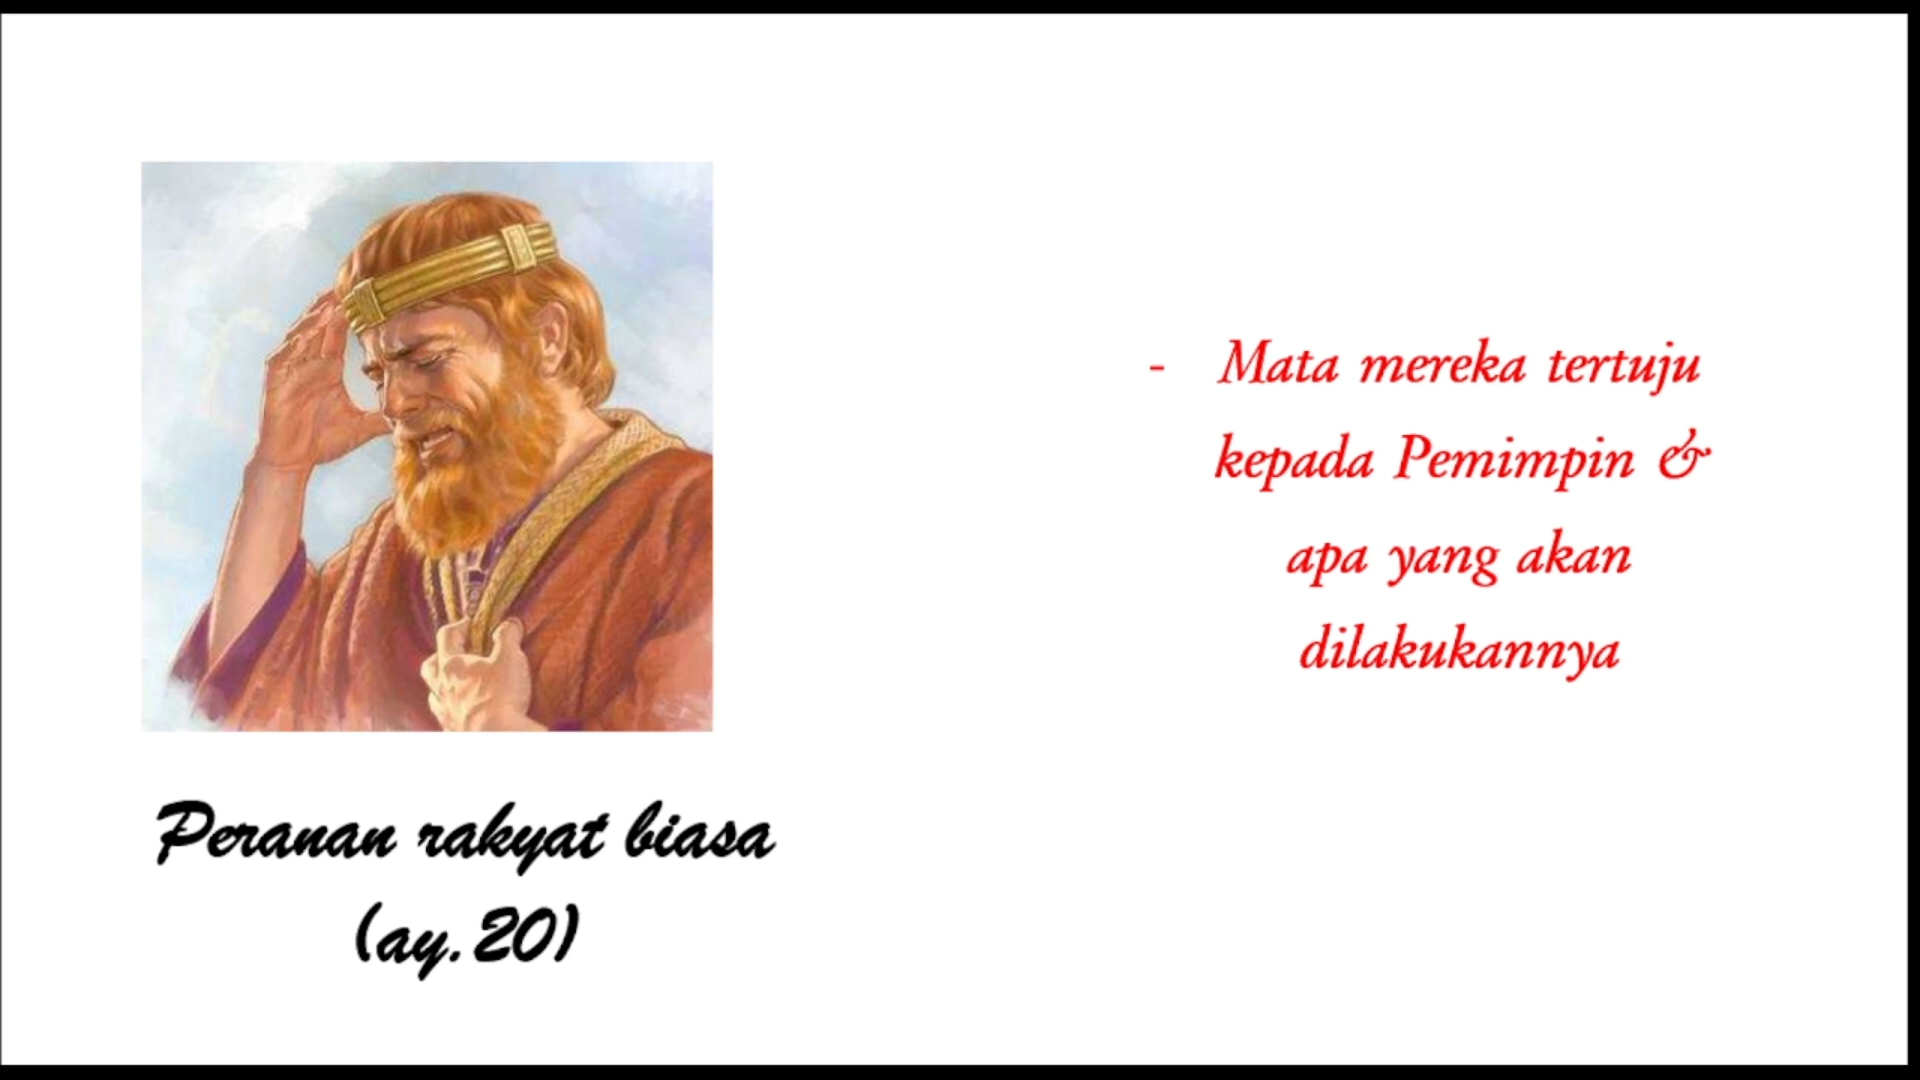 Peranan rakyat biasa
(ay. 20)
- Mata mereka tertuju
kepada Pemimpin &
apa yang akan
dilakukannya